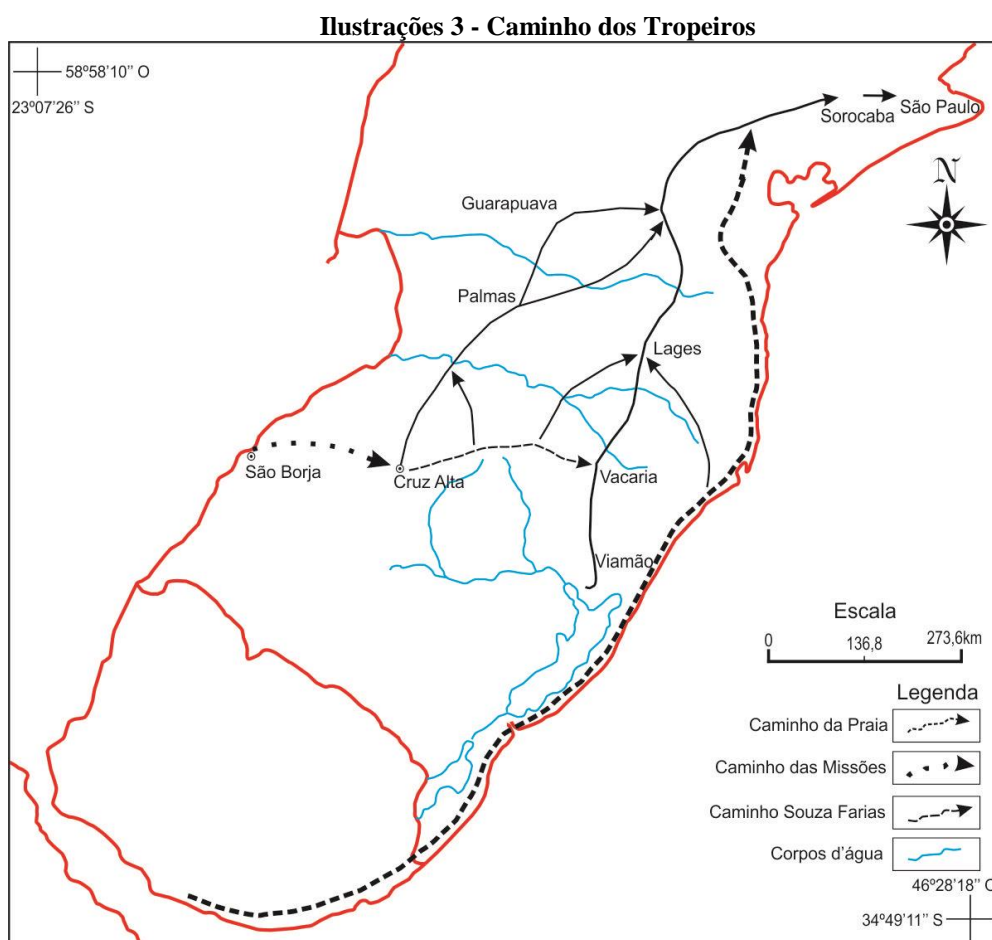 Ilustrações 3 - Caminho dos Tropeiros
58º58'10'' O
23º07'26'' S
Sorocaba
São Paulo
N
Guarapuava
Palmas
Lages
São Borja
Cruz Alta
Vacaria
Viamão
Escala
0
136,8
273,6km
Legenda
Caminho da Praia
Caminho das Missões
Caminho Souza Farias
Corpos d'água
46º28'18'' O
34º49'11'' S